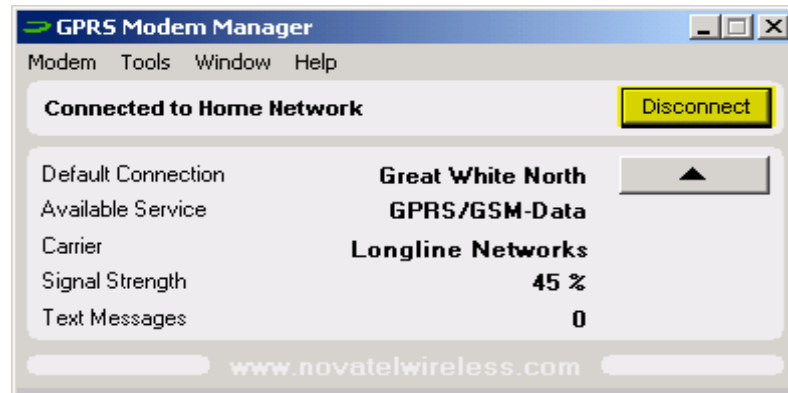 GPRS Modem Manager
Modem Tools Window Help
Connected to Home Network Disconnect
Default Connection Great White North
Available Service GPRS/GSM-Data
Carrier Longline Networks
Signal Strength 45 %
Text Messages 0
www.novatelwireless.com